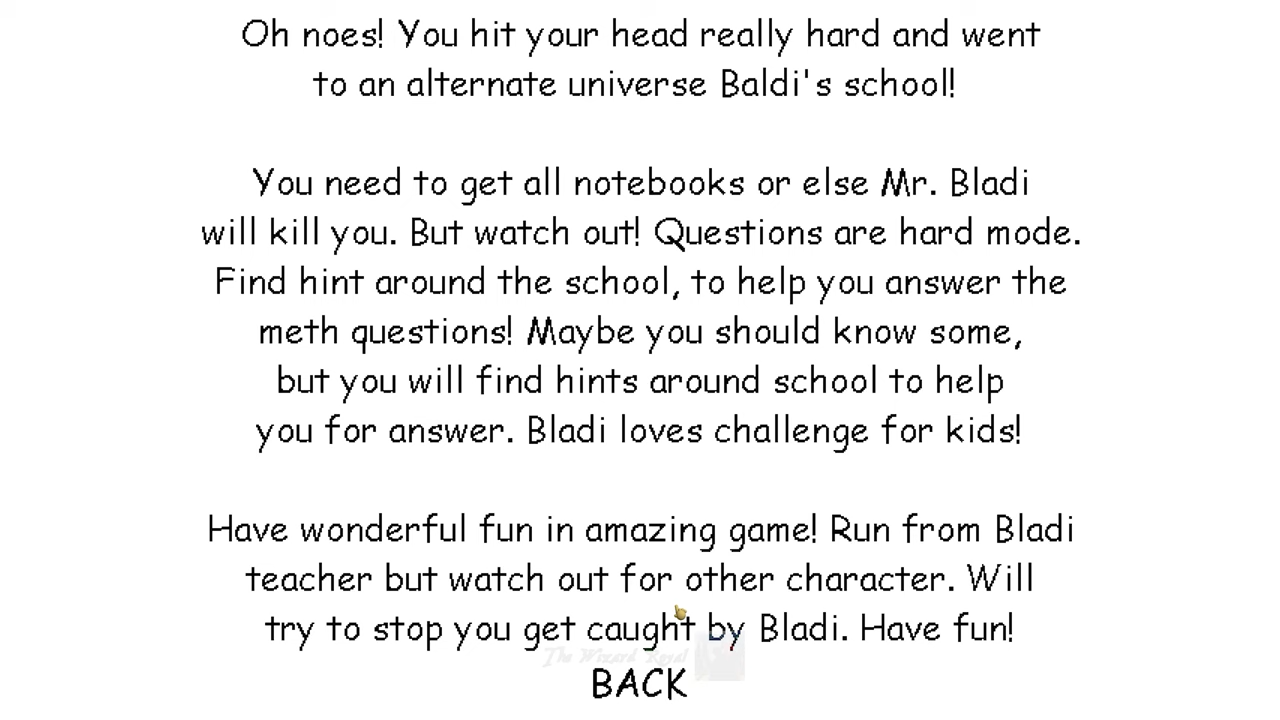 Oh noes! You hit your head really hard and went
to an alternate universe Baldi's school!
You need to get all notebooks or else Mr. Bladi
will kill you. But watch out! Questions are hard mode.
Find hint around the school, to help you answer the
meth questions! Maybe you should know some,
but you will find hints around school to help
you for answer. Bladi loves challenge for kids!
Have wonderful fun in amazing game! Run from Bladi
teacher but watch out for other character. Will
try to stop you get caught by Bladi. Have fun!
The Wizard Royal
BACK